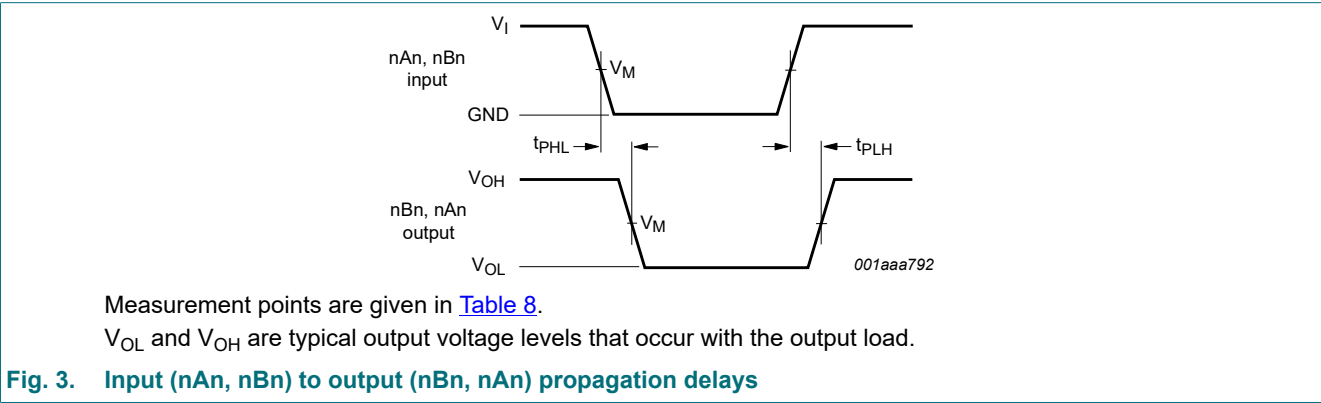 V_I
nAn, nBn
input
V_M
GND
t_PHL
t_PLH
V_OH
nBn, nAn
output
V_M
V_OL
001aaa792
Measurement points are given in Table 8.
V_OL and V_OH are typical output voltage levels that occur with the output load.
Fig. 3. Input (nAn, nBn) to output (nBn, nAn) propagation delays